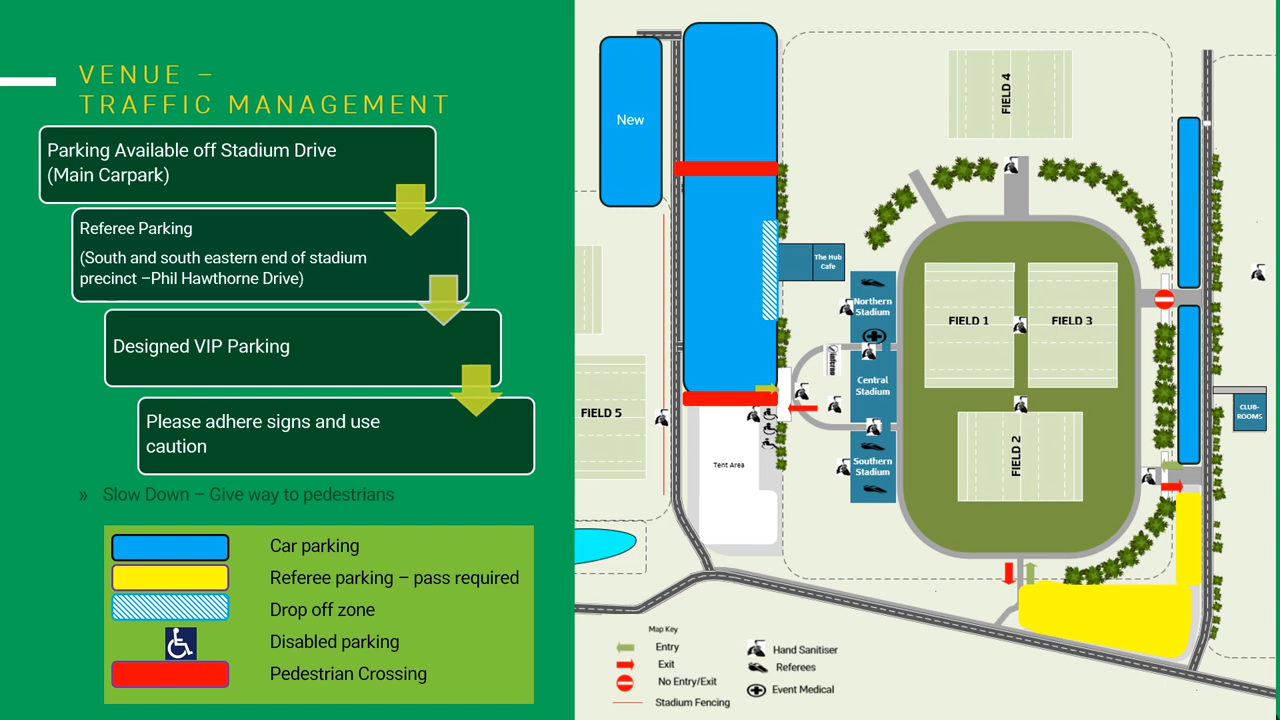 VENUE –
TRAFFIC MANAGEMENT
Parking Available off Stadium Drive
(Main Carpark)
Referee Parking
(South and south eastern end of stadium
precinct –Phil Hawthorne Drive)
Designed VIP Parking
Please adhere signs and use
caution
» Slow Down – Give way to pedestrians
Car parking
Referee parking – pass required
Drop off zone
Disabled parking
Pedestrian Crossing
New
FIELD 4
The Hub
Cafe
Northern
Stadium
Central
Stadium
Southern
Stadium
FIELD 1
FIELD 3
FIELD 2
FIELD 5
Tent Area
CLUB-
ROOMS
Map Key
Entry
Exit
No Entry/Exit
Stadium Fencing
Hand Sanitiser
Referees
Event Medical